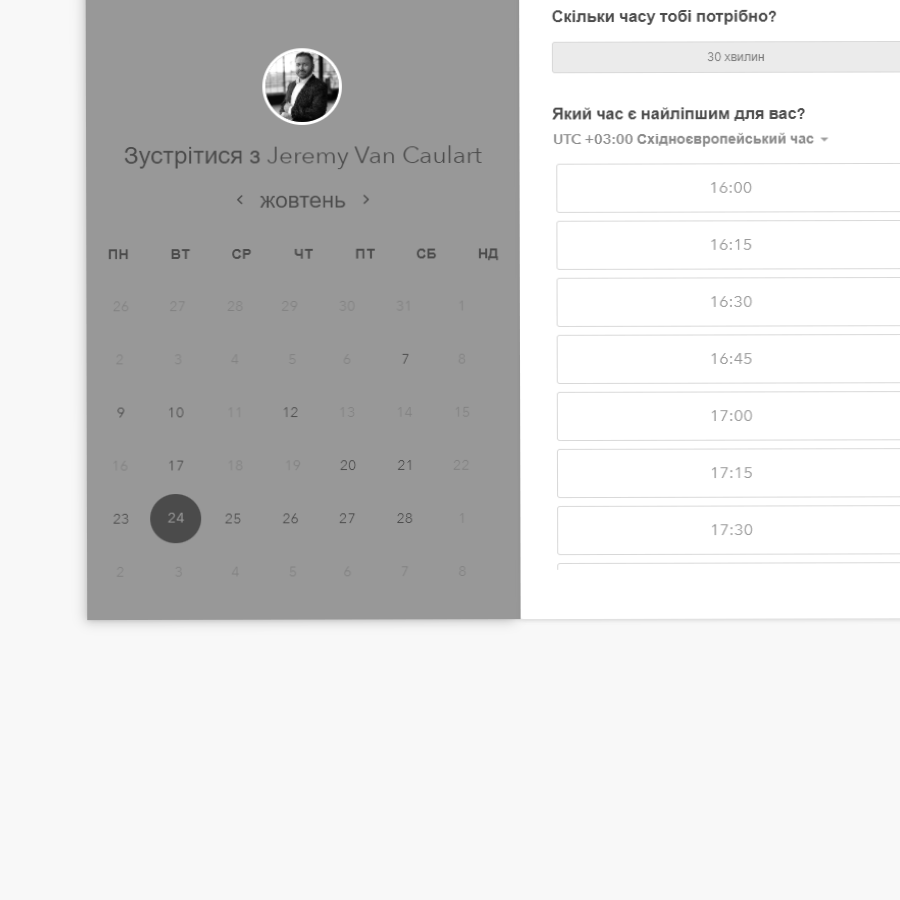 Зустрітися з Jeremy Van Caulart
‹ жовтень ›
ПН ВТ СР ЧТ ПТ СБ НД
26 27 28 29 30 31 1
2 3 4 5 6 7 8
9 10 11 12 13 14 15
16 17 18 19 20 21 22
23 24 25 26 27 28 1
2 3 4 5 6 7 8
Скільки часу тобі потрібно?
30 хвилин
Який час є найліпшим для вас?
UTC +03:00 Східноєвропейський час
16:00
16:15
16:30
16:45
17:00
17:15
17:30